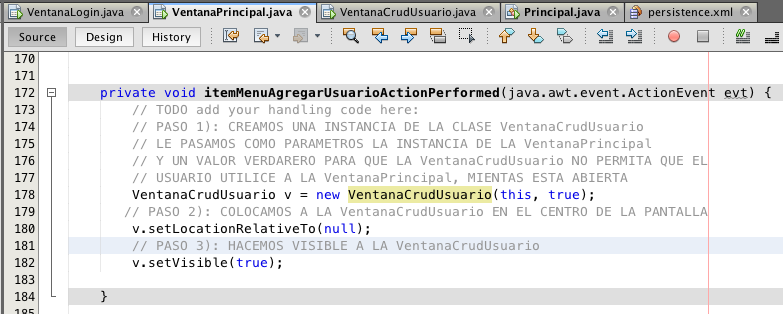 VentanaLogin.java VentanaPrincipal.java VentanaCrudUsuario.java Principal.java persistence.xml
Source Design History
170
171
172 private void itemMenuAgregarUsuarioActionPerformed(java.awt.event.ActionEvent evt) {
173 // TODO add your handling code here:
174 // PASO 1): CREAMOS UNA INSTANCIA DE LA CLASE VentanaCrudUsuario
175 // LE PASAMOS COMO PARAMETROS LA INSTANCIA DE LA VentanaPrincipal
176 // Y UN VALOR VERDARERO PARA QUE LA VentanaCrudUsuario NO PERMITA QUE EL
177 // USUARIO UTILICE A LA VentanaPrincipal, MIENTAS ESTA ABIERTA
178 VentanaCrudUsuario v = new VentanaCrudUsuario(this, true);
179 // PASO 2): COLOCAMOS A LA VentanaCrudUsuario EN EL CENTRO DE LA PANTALLA
180 v.setLocationRelativeTo(null);
181 // PASO 3): HACEMOS VISIBLE A LA VentanaCrudUsuario
182 v.setVisible(true);
183
184 }
185